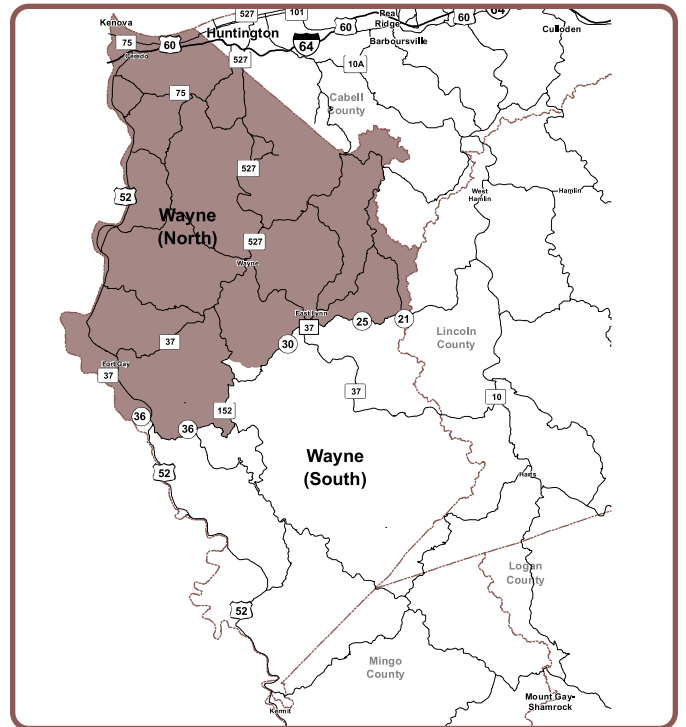 527
101
Real
Ridge
60
64
Kenova
75
60
Huntington
64
60
Barboursville
Culloden
Ceredo
527
10A
75
Cabell
County
527
52
West
Hamlin
Hamlin
Wayne
(North)
527
Wayne
East Lynn
37
25
21
30
37
Lincoln
County
Fort Gay
37
37
10
152
36
36
Wayne
(South)
52
Harts
Logan
County
52
Mingo
County
Kermit
Mount Gay-
Shamrock